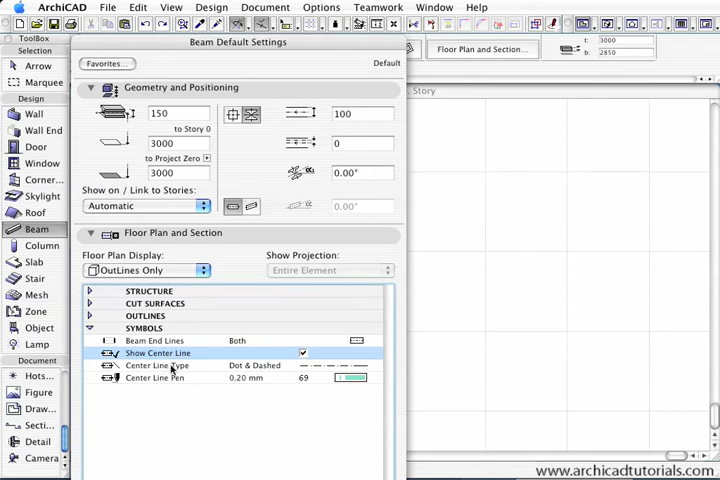 ArchiCAD File Edit View Design Document Options Teamwork Window Help
ToolBox
Selection
Arrow
Marquee
Design
Wall
Wall End
Door
Window
Corner...
Skylight
Roof
Beam
Column
Slab
Stair
Mesh
Zone
Object
Lamp
Document
Hots...
Figure
Draw...
Secti...
Detail
Camera
Beam Default Settings
Favorites...
Default
Geometry and Positioning
150
to Story 0
3000
to Project Zero
3000
100
0
0.00°
Show on / Link to Stories:
Automatic
0.00°
Floor Plan and Section
Floor Plan Display:
OutLines Only
Show Projection:
Entire Element
STRUCTURE
CUT SURFACES
OUTLINES
SYMBOLS
Beam End Lines Both
Show Center Line
Center Line Type Dot & Dashed
Center Line Pen 0.20 mm 69
Floor Plan and Section...
t: 3000
b: 2850
. Story
www.archicadtutorials.com